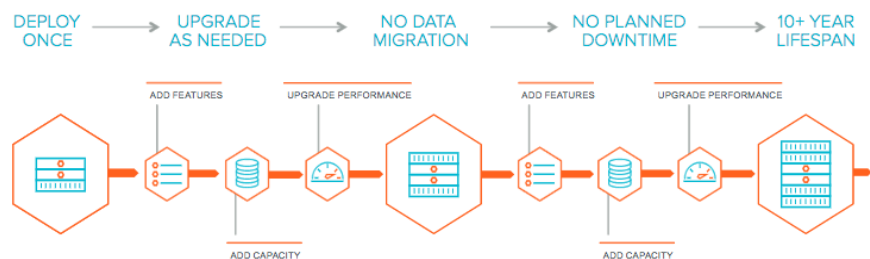 DEPLOY
ONCE
UPGRADE
AS NEEDED
NO DATA
MIGRATION
NO PLANNED
DOWNTIME
10+ YEAR
LIFESPAN
ADD FEATURES
UPGRADE PERFORMANCE
ADD FEATURES
UPGRADE PERFORMANCE
ADD CAPACITY
ADD CAPACITY